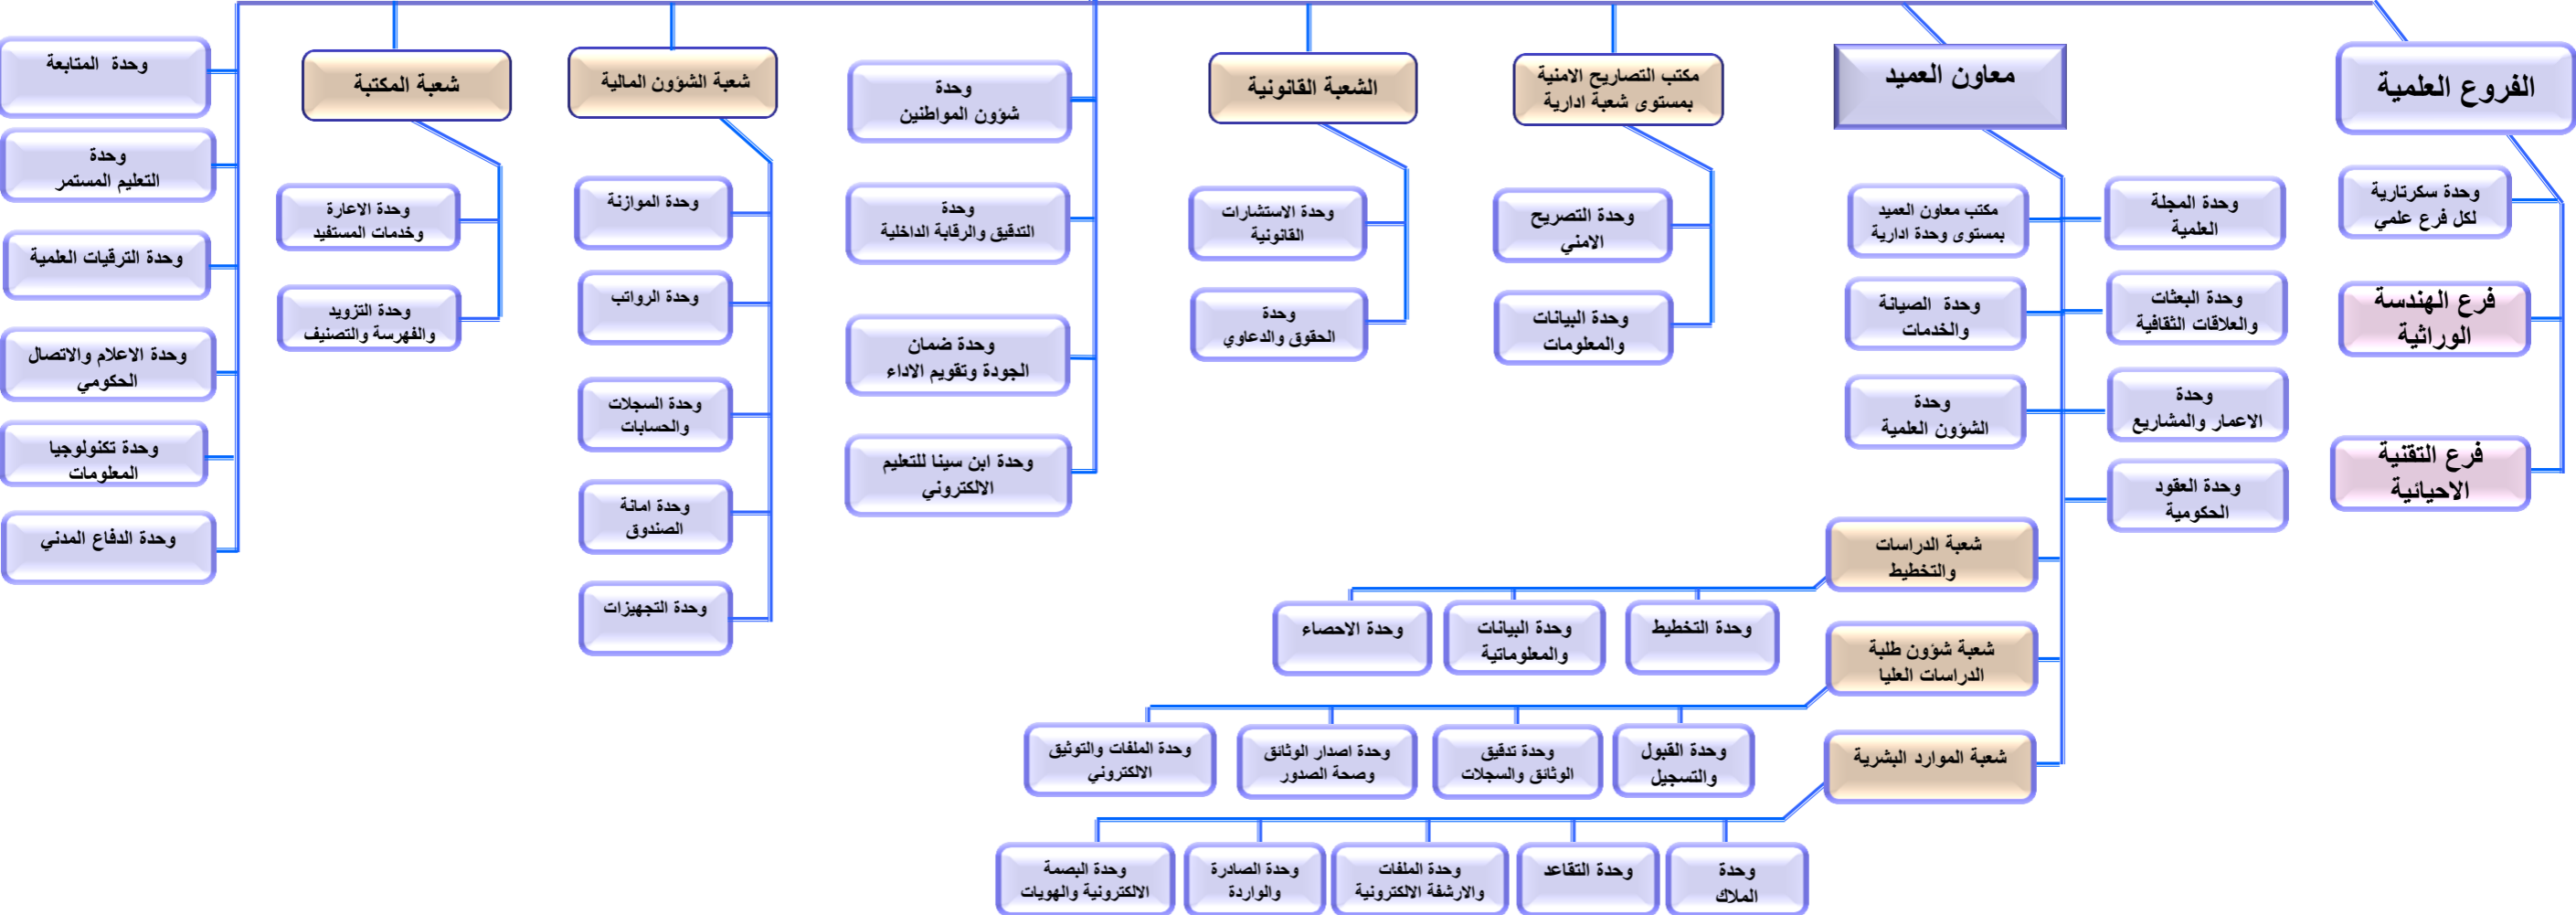 الفروع العلمية
وحدة سكرتارية
لكل فرع علمي
فرع الهندسة
الوراثية
فرع التقنية
الاحيائية
معاون العميد
وحدة المجلة
العلمية
وحدة البعثات
والعلاقات الثقافية
وحدة
الاعمار والمشاريع
وحدة العقود
الحكومية
مكتب معاون العميد
بمستوى وحدة ادارية
وحدة الصيانة
والخدمات
وحدة
الشؤون العلمية
شعبة الدراسات
والتخطيط
وحدة التخطيط
وحدة البيانات
والمعلوماتية
وحدة الاحصاء
شعبة شؤون طلبة
الدراسات العليا
وحدة القبول
والتسجيل
وحدة تدقيق
الوثائق والسجلات
وحدة اصدار الوثائق
وصحة الصدور
وحدة الملفات والتوثيق
الالكتروني
شعبة الموارد البشرية
وحدة
الملاك
وحدة التقاعد
وحدة الملفات
والارشفة الالكترونية
وحدة الصادرة
والواردة
وحدة البصمة
الالكترونية والهويات
مكتب التصاريح الامنية
بمستوى شعبة ادارية
وحدة التصريح
الامني
وحدة البيانات
والمعلومات
الشعبة القانونية
وحدة الاستشارات
القانونية
وحدة
الحقوق والدعاوي
وحدة
شؤون المواطنين
وحدة
التدقيق والرقابة الداخلية
وحدة ضمان
الجودة وتقويم الاداء
وحدة ابن سينا للتعليم
الالكتروني
شعبة الشؤون المالية
وحدة الموازنة
وحدة الرواتب
وحدة السجلات
والحسابات
وحدة امانة
الصندوق
وحدة التجهيزات
شعبة المكتبة
وحدة الاعارة
وخدمات المستفيد
وحدة التزويد
والفهرسة والتصنيف
وحدة المتابعة
وحدة
التعليم المستمر
وحدة الترقيات العلمية
وحدة الاعلام والاتصال
الحكومي
وحدة تكنولوجيا
المعلومات
وحدة الدفاع المدني